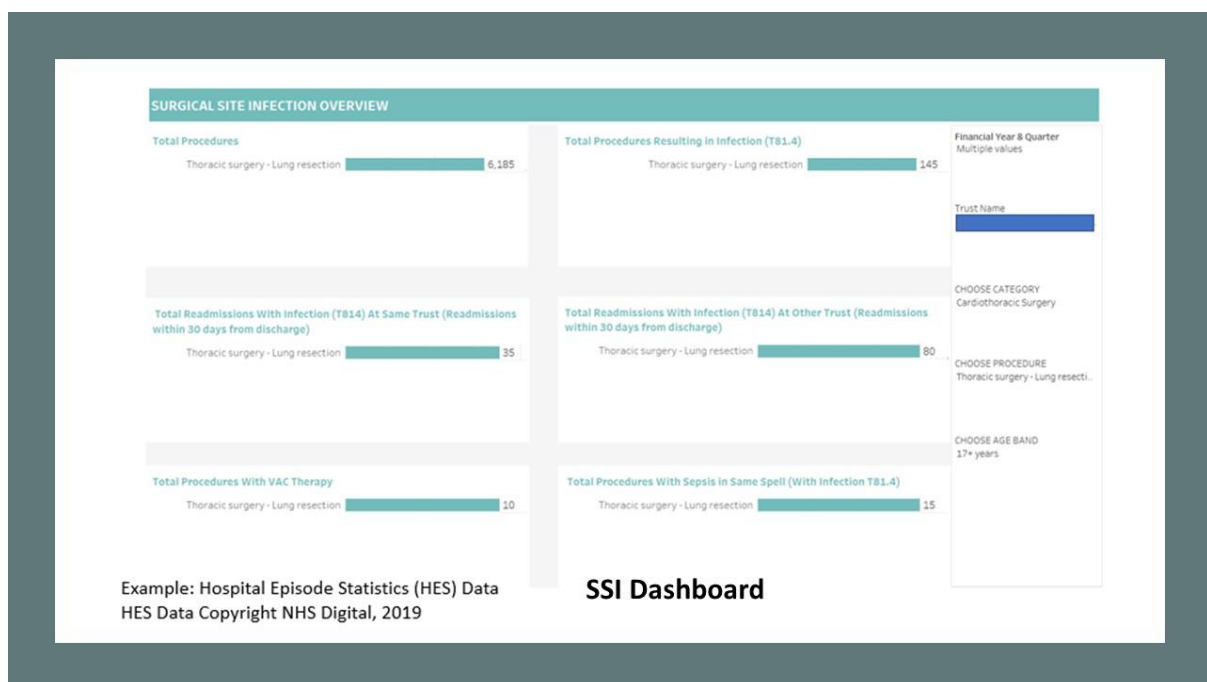 SURGICAL SITE INFECTION OVERVIEW
Total Procedures
Thoracic surgery - Lung resection 6,185
Total Procedures Resulting in Infection (T81.4)
Thoracic surgery - Lung resection 145
Total Readmissions With Infection (T814) At Same Trust (Readmissions
within 30 days from discharge)
Thoracic surgery - Lung resection 35
Total Readmissions With Infection (T814) At Other Trust (Readmissions
within 30 days from discharge)
Thoracic surgery - Lung resection 80
Total Procedures With VAC Therapy
Thoracic surgery - Lung resection 10
Total Procedures With Sepsis in Same Spell (With Infection T81.4)
Thoracic surgery - Lung resection 15
Financial Year & Quarter
Multiple values
Trust Name
CHOOSE CATEGORY
Cardiothoracic Surgery
CHOOSE PROCEDURE
Thoracic surgery - Lung resecti..
CHOOSE AGE BAND
17+ years
Example: Hospital Episode Statistics (HES) Data
HES Data Copyright NHS Digital, 2019
SSI Dashboard